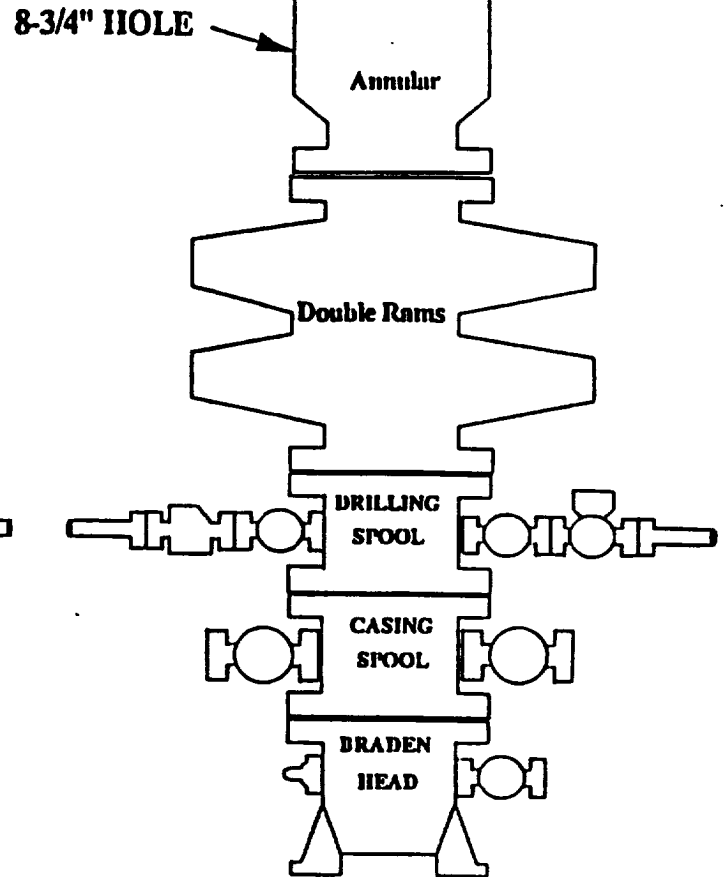 8-3/4" HOLE
Annular
Double Rams
DRILLING
SPOOL
CASING
SPOOL
BRADEN
HEAD